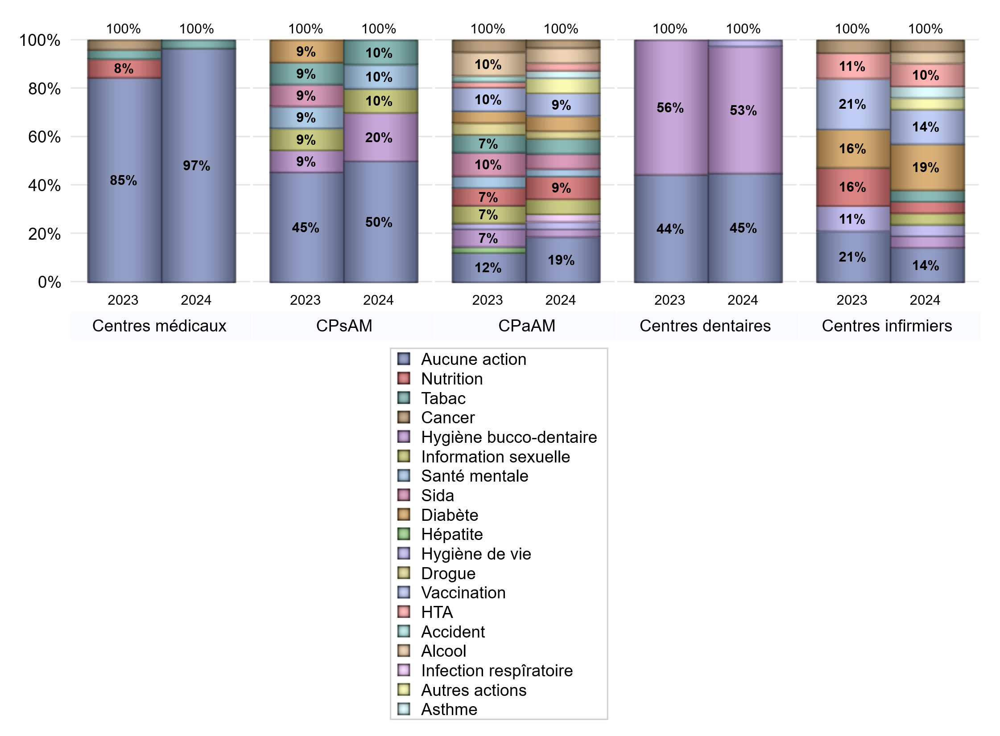 100% 100% 100% 100% 100% 100% 100% 100% 100% 100%
100%
80%
60%
40%
20%
0%
8%
85%
97%
9%
9%
9%
9%
9%
9%
45%
10%
10%
10%
20%
50%
10%
10%
7%
10%
7%
7%
7%
12%
9%
9%
19%
56%
44%
53%
45%
11%
21%
16%
16%
11%
21%
10%
14%
19%
14%
2023 2024 2023 2024 2023 2024 2023 2024 2023 2024
Centres médicaux CPsAM CPaAM Centres dentaires Centres infirmiers
Aucune action
Nutrition
Tabac
Cancer
Hygiène bucco-dentaire
Information sexuelle
Santé mentale
Sida
Diabète
Hépatite
Hygiène de vie
Drogue
Vaccination
HTA
Accident
Alcool
Infection respîratoire
Autres actions
Asthme